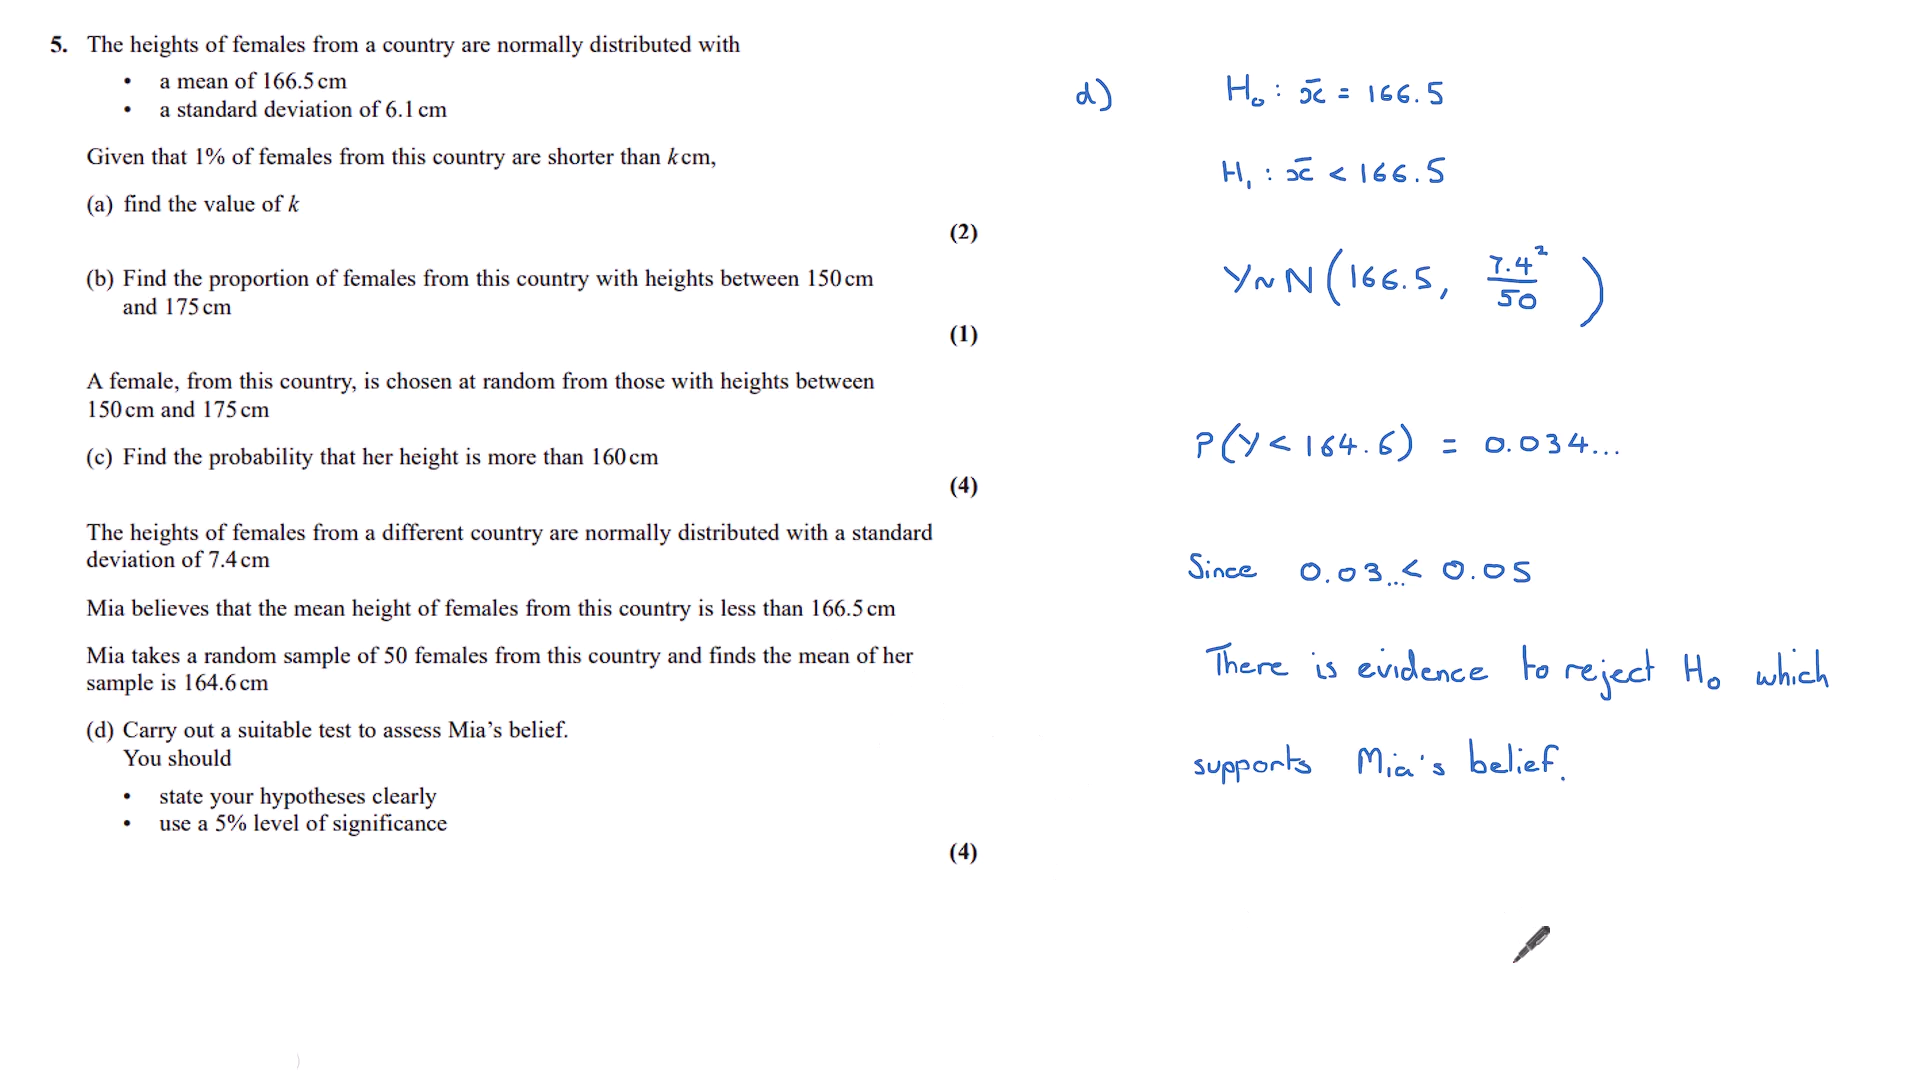 5. The heights of females from a country are normally distributed with
• a mean of 166.5 cm
• a standard deviation of 6.1 cm
Given that 1% of females from this country are shorter than k cm,
(a) find the value of k
(2)
(b) Find the proportion of females from this country with heights between 150 cm
and 175 cm
(1)
A female, from this country, is chosen at random from those with heights between
150 cm and 175 cm
(c) Find the probability that her height is more than 160 cm
(4)
The heights of females from a different country are normally distributed with a standard
deviation of 7.4 cm
Mia believes that the mean height of females from this country is less than 166.5 cm
Mia takes a random sample of 50 females from this country and finds the mean of her
sample is 164.6 cm
(d) Carry out a suitable test to assess Mia's belief.
You should
• state your hypotheses clearly
• use a 5% level of significance
(4)
d) H₀ : x̄ = 166.5
H₁ : x̄ < 166.5
Y ~ N(166.5, 7.4²/50)
P(Y < 164.6) = 0.034...
Since 0.03... < 0.05
There is evidence to reject H₀ which
supports Mia's belief.